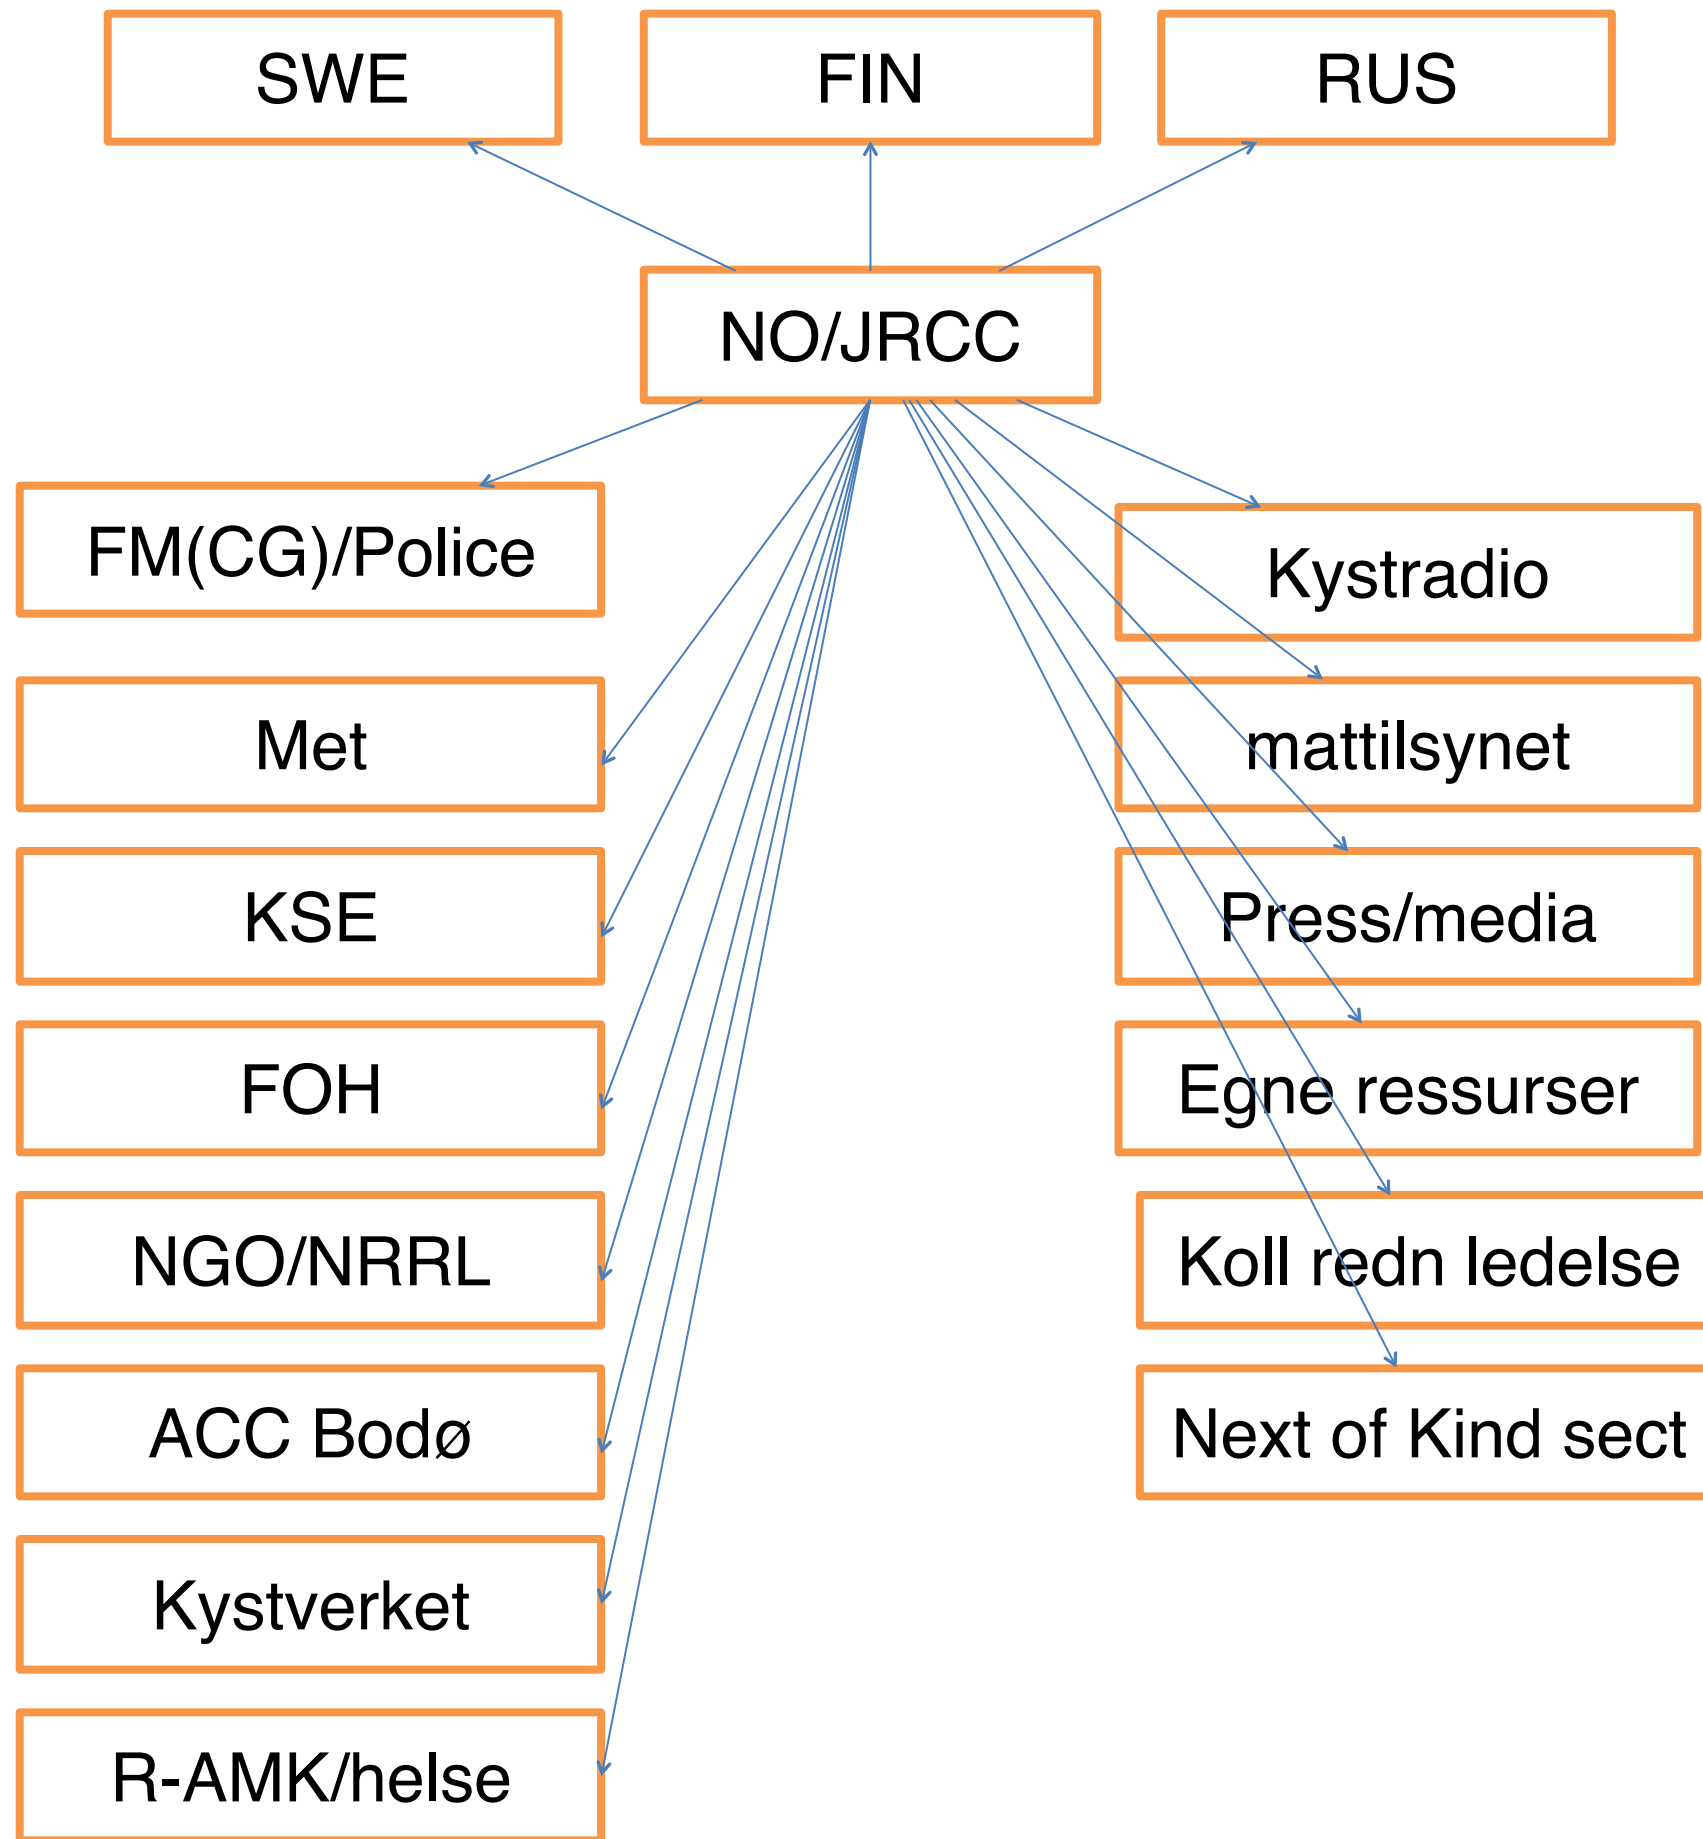 SWE
FIN
RUS
NO/JRCC
FM(CG)/Police
Met
KSE
FOH
NGO/NRRL
ACC Bodø
Kystverket
R-AMK/helse
Kystradio
mattilsynet
Press/media
Egne ressurser
Koll redn ledelse
Next of Kind sect